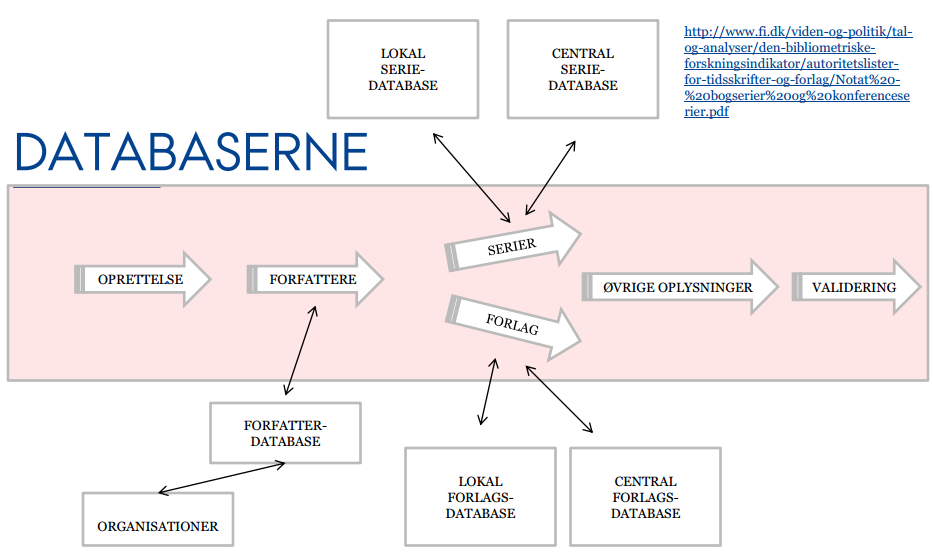 LOKAL
SERIE-
DATABASE
CENTRAL
SERIE-
DATABASE
http://www.fi.dk/viden-og-politik/tal-
og-analyser/den-bibliometriske-
forskningsindikator/autoritetslister-
for-tidsskrifter-og-forlag/Notat%20-
%20bogserier%20og%20konferencese
rier.pdf
DATABASERNE
OPRETTELSE
FORFATTERE
SERIER
FORLAG
ØVRIGE OPLYSNINGER
VALIDERING
FORFATTER-
DATABASE
ORGANISATIONER
LOKAL
FORLAGS-
DATABASE
CENTRAL
FORLAGS-
DATABASE